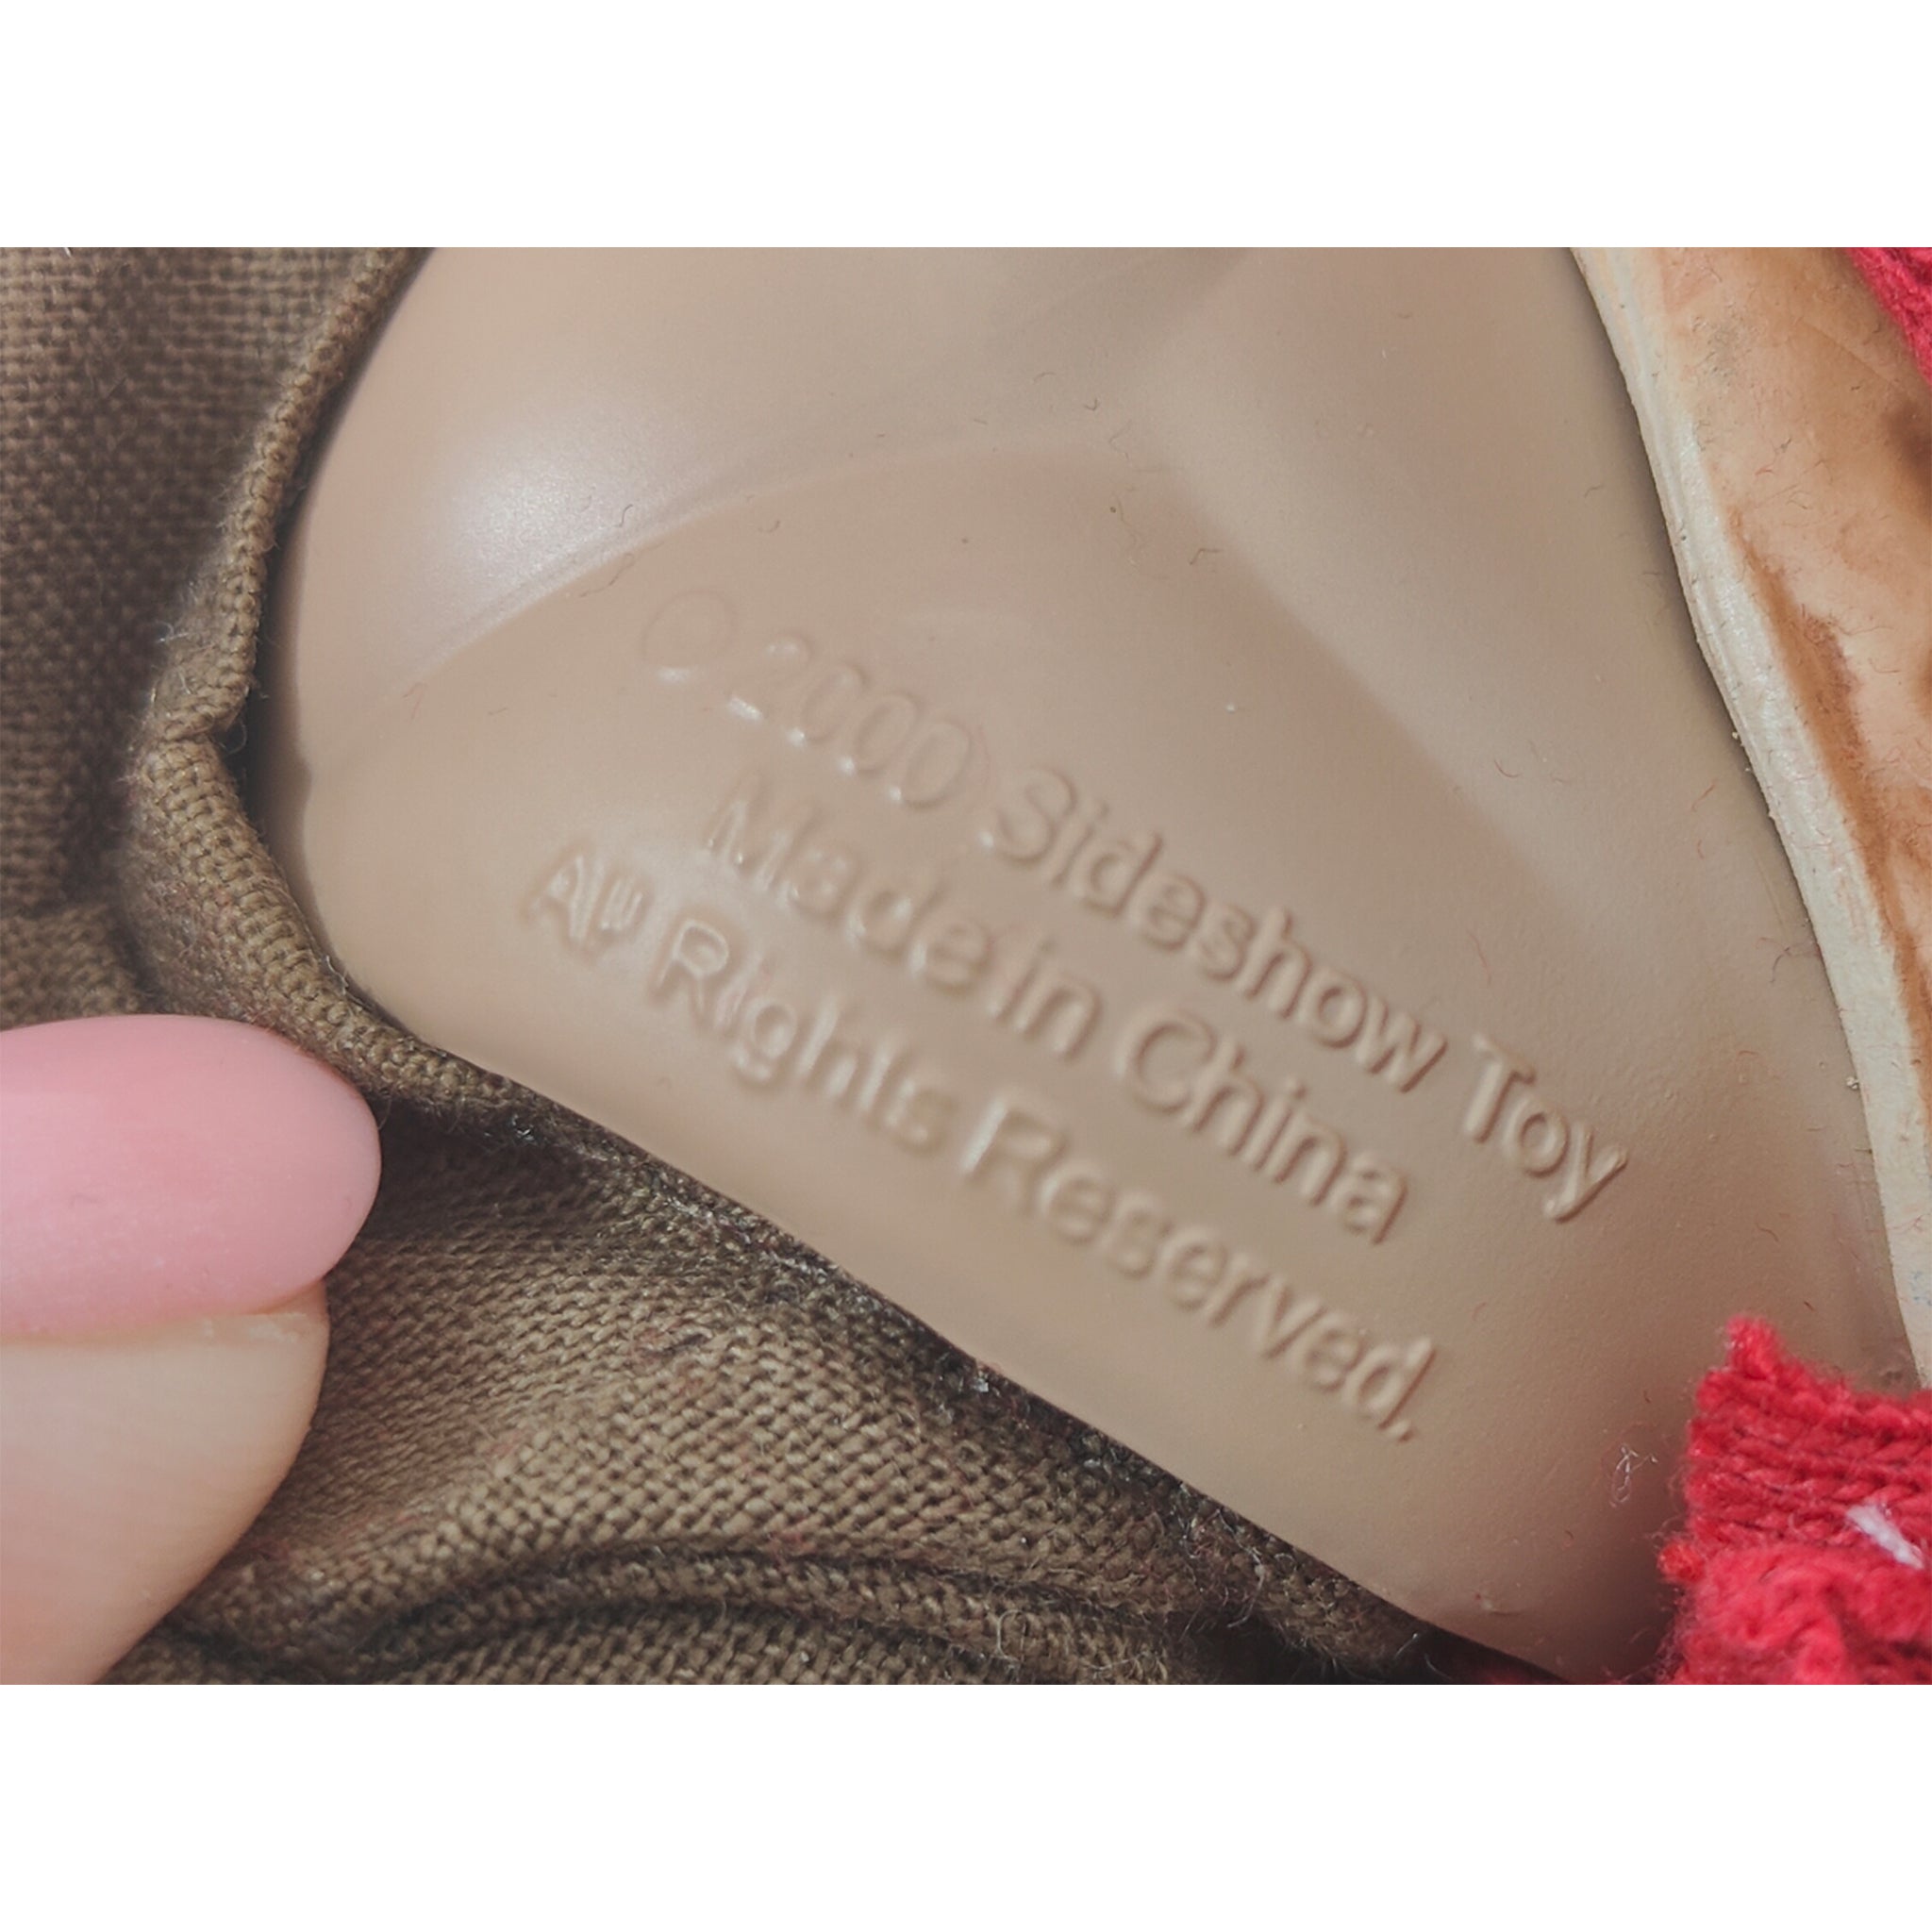 © 2000 Sideshow Toy
Made in China
All Rights Reserved.